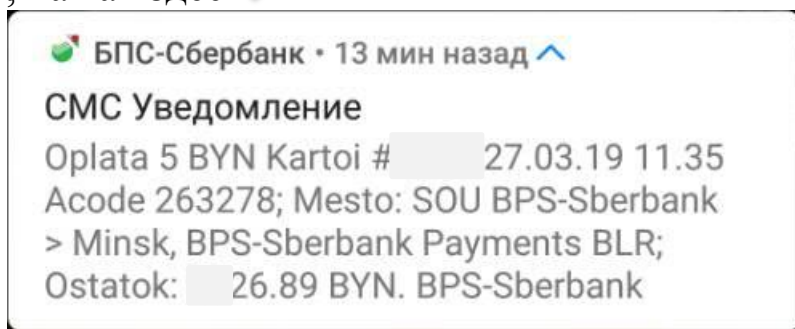 БПС-Сбербанк • 13 мин назад
СМС Уведомление
Oplata 5 BYN Kartoi # 27.03.19 11.35
Acode 263278; Mesto: SOU BPS-Sberbank
> Minsk, BPS-Sberbank Payments BLR;
Ostatok: 26.89 BYN. BPS-Sberbank